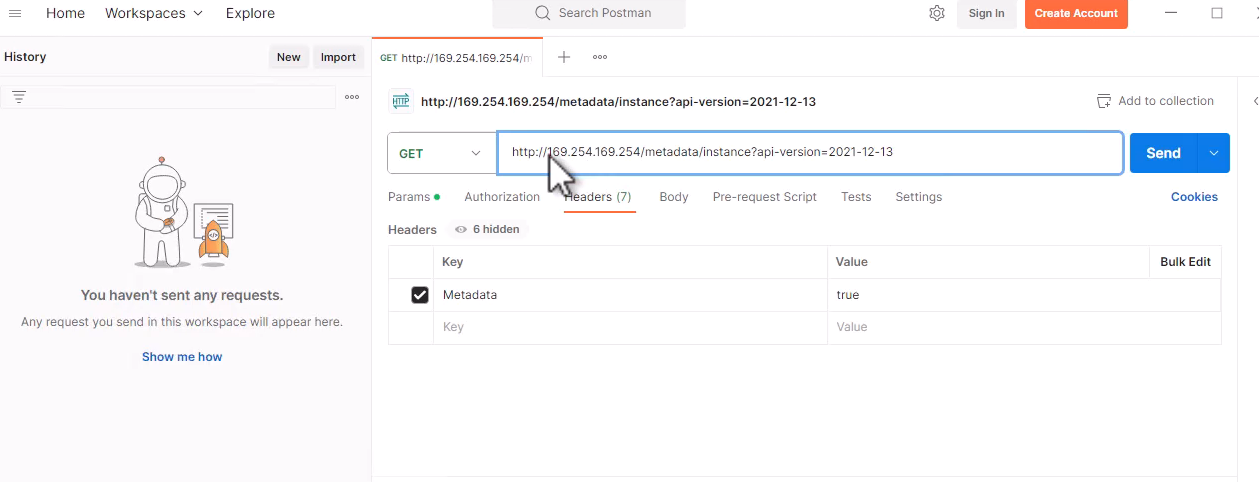 Home Workspaces Explore Search Postman Sign In Create Account
History New Import
GET http://169.254.169.254/m
HTTP http://169.254.169.254/metadata/instance?api-version=2021-12-13 Add to collection
GET http://169.254.169.254/metadata/instance?api-version=2021-12-13 Send
Params Authorization Headers (7) Body Pre-request Script Tests Settings Cookies
Headers 6 hidden
Key Value Bulk Edit
Metadata true
Key Value
</>
You haven't sent any requests.
Any request you send in this workspace will appear here.
Show me how